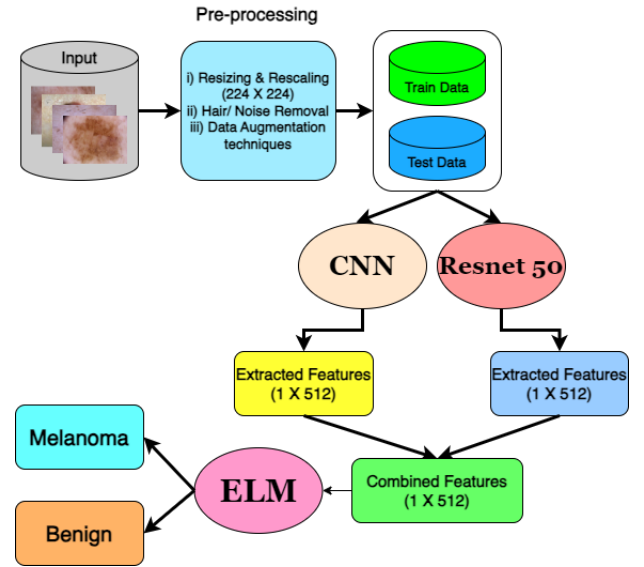 Pre-processing
Input
i) Resizing & Rescaling
(224 X 224)
ii) Hair/ Noise Removal
iii) Data Augmentation
techniques
Train Data
Test Data
CNN
Resnet 50
Extracted Features
(1 X 512)
Extracted Features
(1 X 512)
Melanoma
ELM
Combined Features
(1 X 512)
Benign